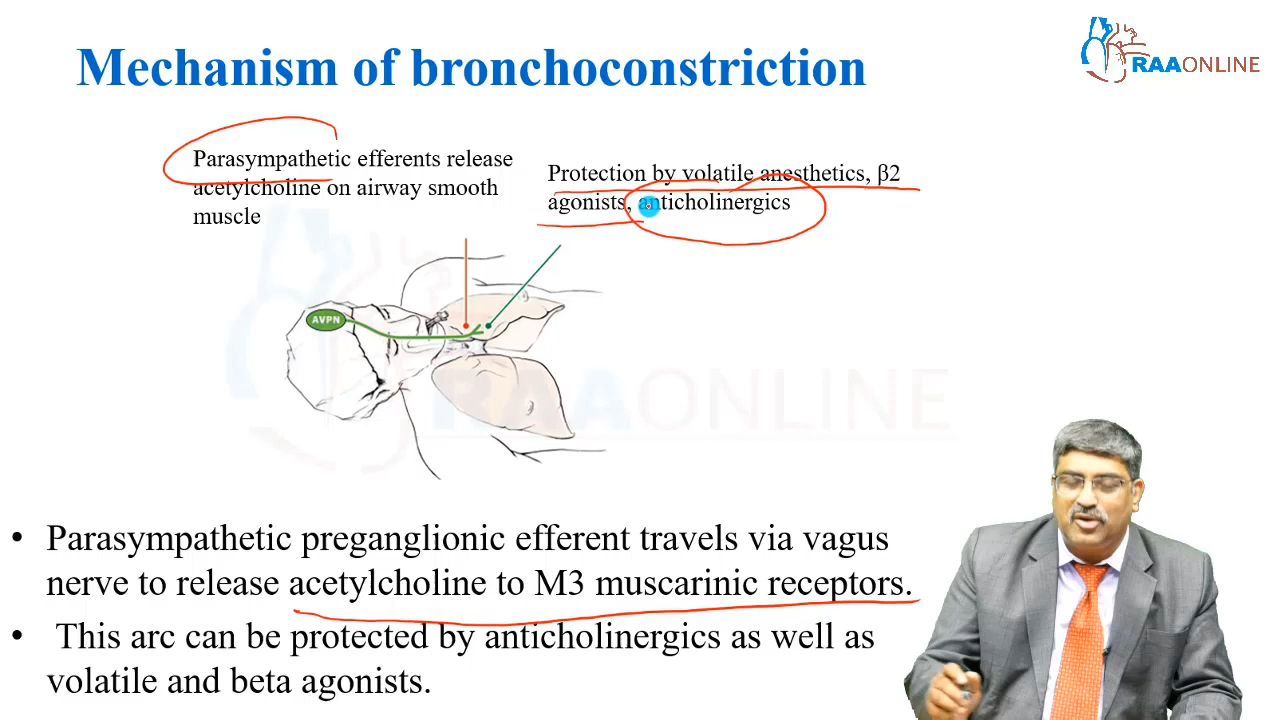 Mechanism of bronchoconstriction
RAAONLINE
Parasympathetic efferents release
acetylcholine on airway smooth
muscle
Protection by volatile anesthetics, β2
agonists, anticholinergics
AVPN
RAAONLINE
• Parasympathetic preganglionic efferent travels via vagus
nerve to release acetylcholine to M3 muscarinic receptors.
• This arc can be protected by anticholinergics as well as
volatile and beta agonists.